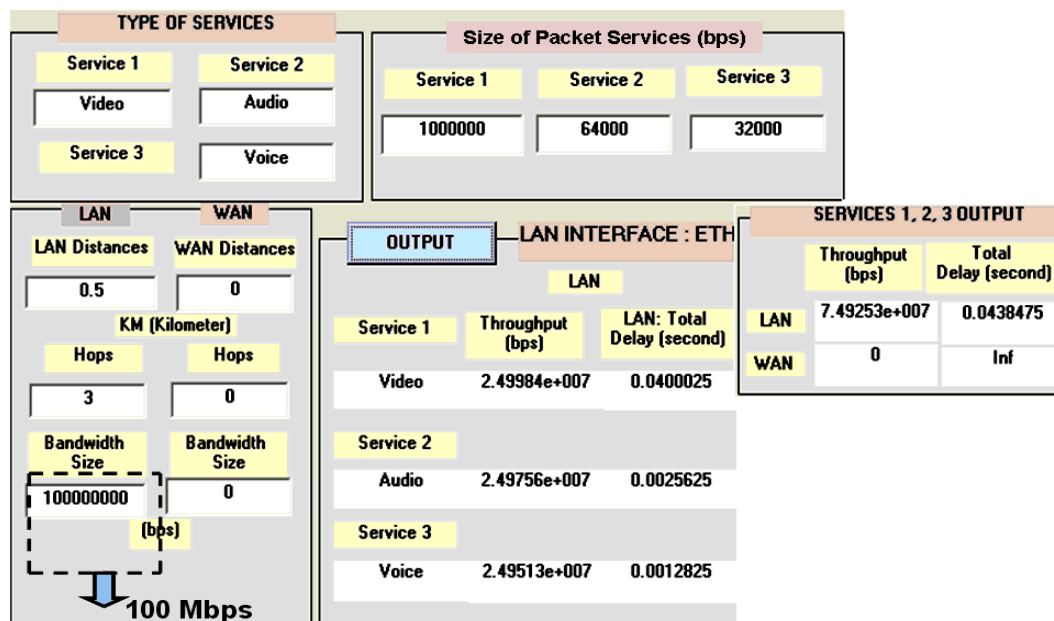 TYPE OF SERVICES
Service 1 Service 2
Video Audio
Service 3 Voice
Size of Packet Services (bps)
Service 1 Service 2 Service 3
1000000 64000 32000
LAN WAN
LAN Distances WAN Distances
0.5 0
KM (Kilometer)
Hops Hops
3 0
Bandwidth Size Bandwidth Size
100000000 0
(bps)
100 Mbps
OUTPUT LAN INTERFACE : ETH
LAN
Service 1 Throughput (bps) LAN: Total Delay (second)
Video 2.49984e+007 0.0400025
Service 2
Audio 2.49756e+007 0.0025625
Service 3
Voice 2.49513e+007 0.0012825
SERVICES 1, 2, 3 OUTPUT
Throughput (bps) Total Delay (second)
LAN 7.49253e+007 0.0438475
WAN 0 Inf